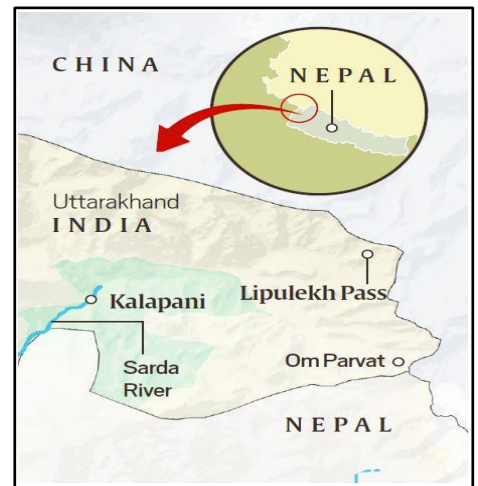 CHINA
NEPAL
Uttarakhand
INDIA
Kalapani
Lipulekh Pass
Sarda
River
Om Parvat
NEPAL